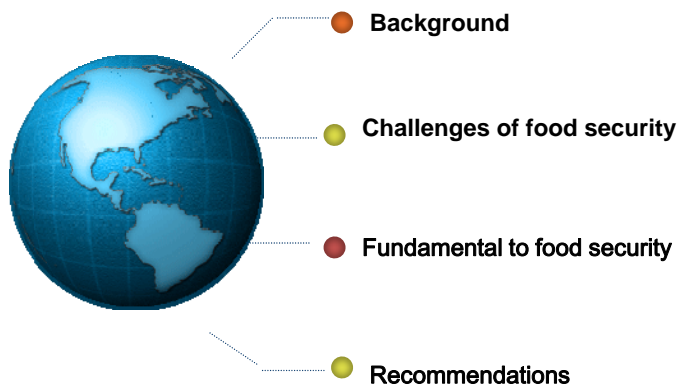 Background
Challenges of food security
Fundamental to food security
Recommendations